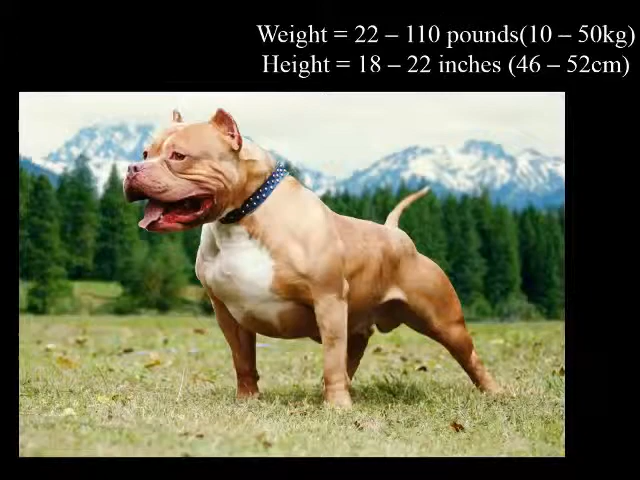 Weight = 22 – 110 pounds(10 – 50kg)
Height = 18 – 22 inches (46 – 52cm)